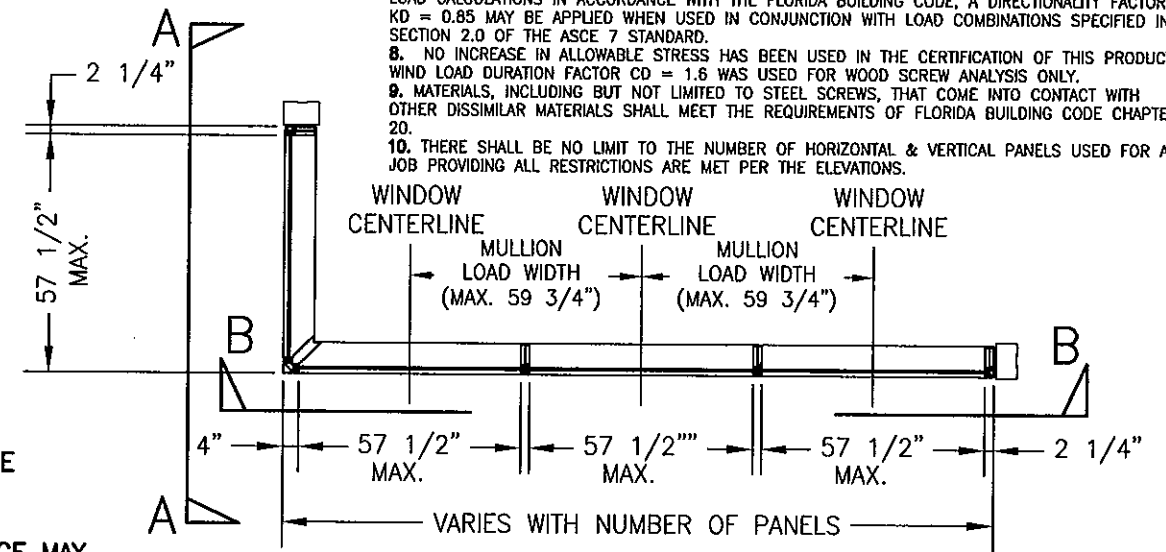 LOAD CALCULATIONS IN ACCORDANCE WITH THE FLORIDA BUILDING CODE, A DIRECTIONALITY FACTOR
KD = 0.85 MAY BE APPLIED WHEN USED IN CONJUNCTION WITH LOAD COMBINATIONS SPECIFIED IN
SECTION 2.0 OF THE ASCE 7 STANDARD.
8. NO INCREASE IN ALLOWABLE STRESS HAS BEEN USED IN THE CERTIFICATION OF THIS PRODUC
WIND LOAD DURATION FACTOR CD = 1.6 WAS USED FOR WOOD SCREW ANALYSIS ONLY.
9. MATERIALS, INCLUDING BUT NOT LIMITED TO STEEL SCREWS, THAT COME INTO CONTACT WITH
OTHER DISSIMILAR MATERIALS SHALL MEET THE REQUIREMENTS OF FLORIDA BUILDING CODE CHAPTE
20.
10. THERE SHALL BE NO LIMIT TO THE NUMBER OF HORIZONTAL & VERTICAL PANELS USED FOR A
JOB PROVIDING ALL RESTRICTIONS ARE MET PER THE ELEVATIONS.
A
2 1/4"
57 1/2"
MAX.
WINDOW
CENTERLINE
WINDOW
CENTERLINE
WINDOW
CENTERLINE
MULLION
LOAD WIDTH
(MAX. 59 3/4")
MULLION
LOAD WIDTH
(MAX. 59 3/4")
B
B
4"
57 1/2"
MAX.
57 1/2""
MAX.
57 1/2"
MAX.
2 1/4"
E
A
VARIES WITH NUMBER OF PANELS
CE MAY